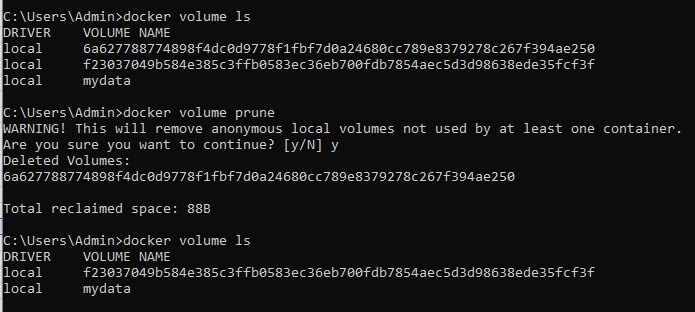 C:\Users\Admin>docker volume ls
DRIVER    VOLUME NAME
local     6a627788774898f4dc0d9778f1fbf7d0a24680cc789e8379278c267f394ae250
local     f23037049b584e385c3ffb0583ec36eb700fdb7854aec5d3d98638ede35fcf3f
local     mydata
C:\Users\Admin>docker volume prune
WARNING! This will remove anonymous local volumes not used by at least one container.
Are you sure you want to continue? [y/N] y
Deleted Volumes:
6a627788774898f4dc0d9778f1fbf7d0a24680cc789e8379278c267f394ae250
Total reclaimed space: 88B
C:\Users\Admin>docker volume ls
DRIVER    VOLUME NAME
local     f23037049b584e385c3ffb0583ec36eb700fdb7854aec5d3d98638ede35fcf3f
local     mydata